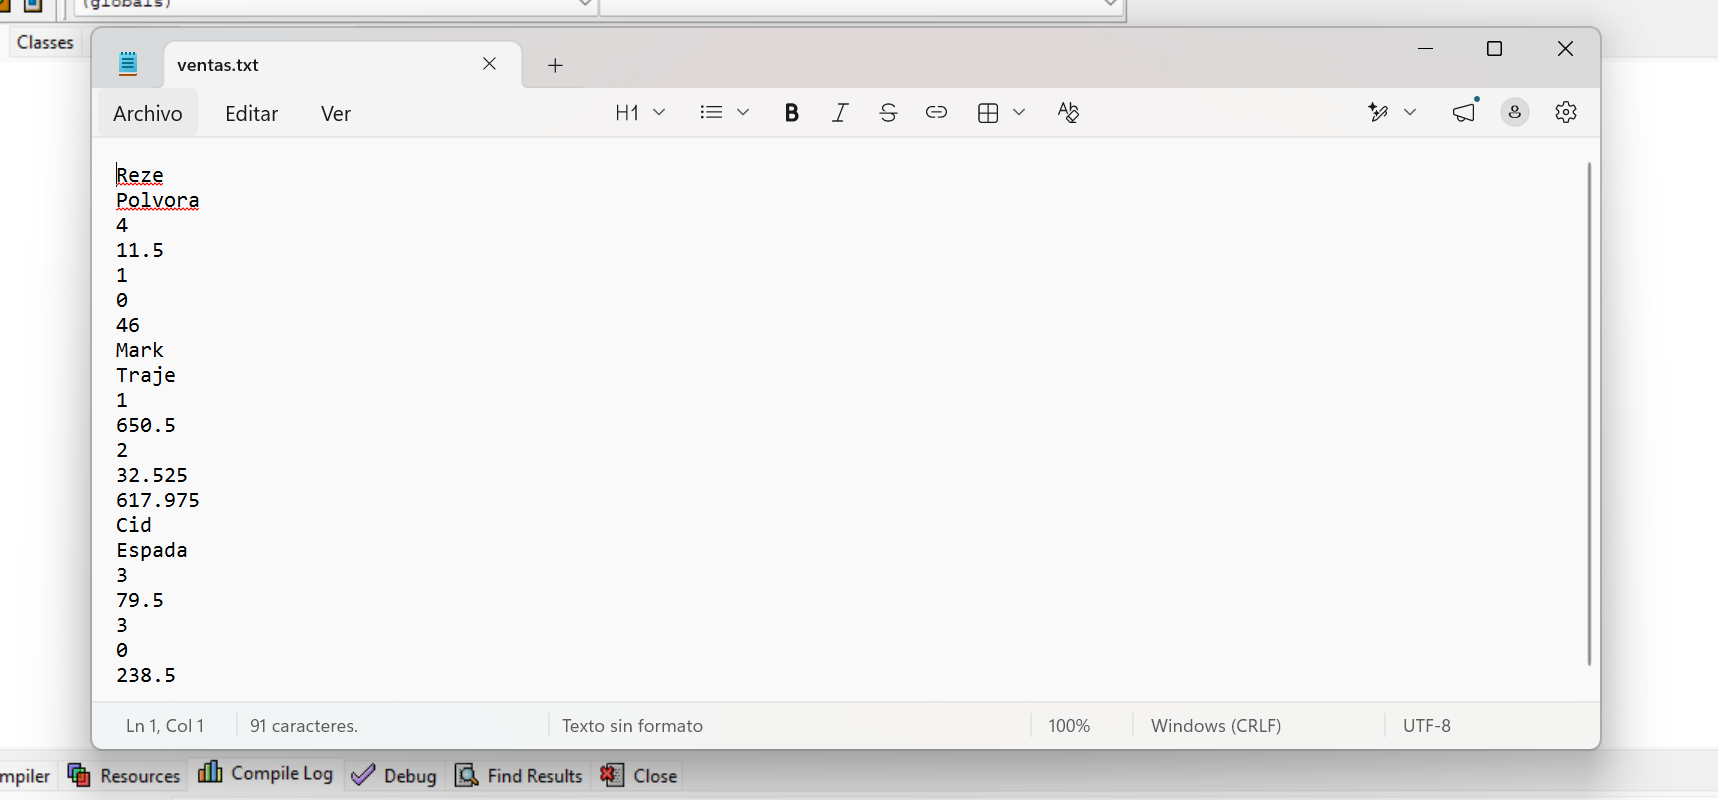 (globals)
Classes
ventas.txt
Archivo Editar Ver H1 B I S
Reze
Polvora
4
11.5
1
0
46
Mark
Traje
1
650.5
2
32.525
617.975
Cid
Espada
3
79.5
3
0
238.5
Ln 1, Col 1 91 caracteres. Texto sin formato 100% Windows (CRLF) UTF-8
mpiler Resources Compile Log Debug Find Results Close